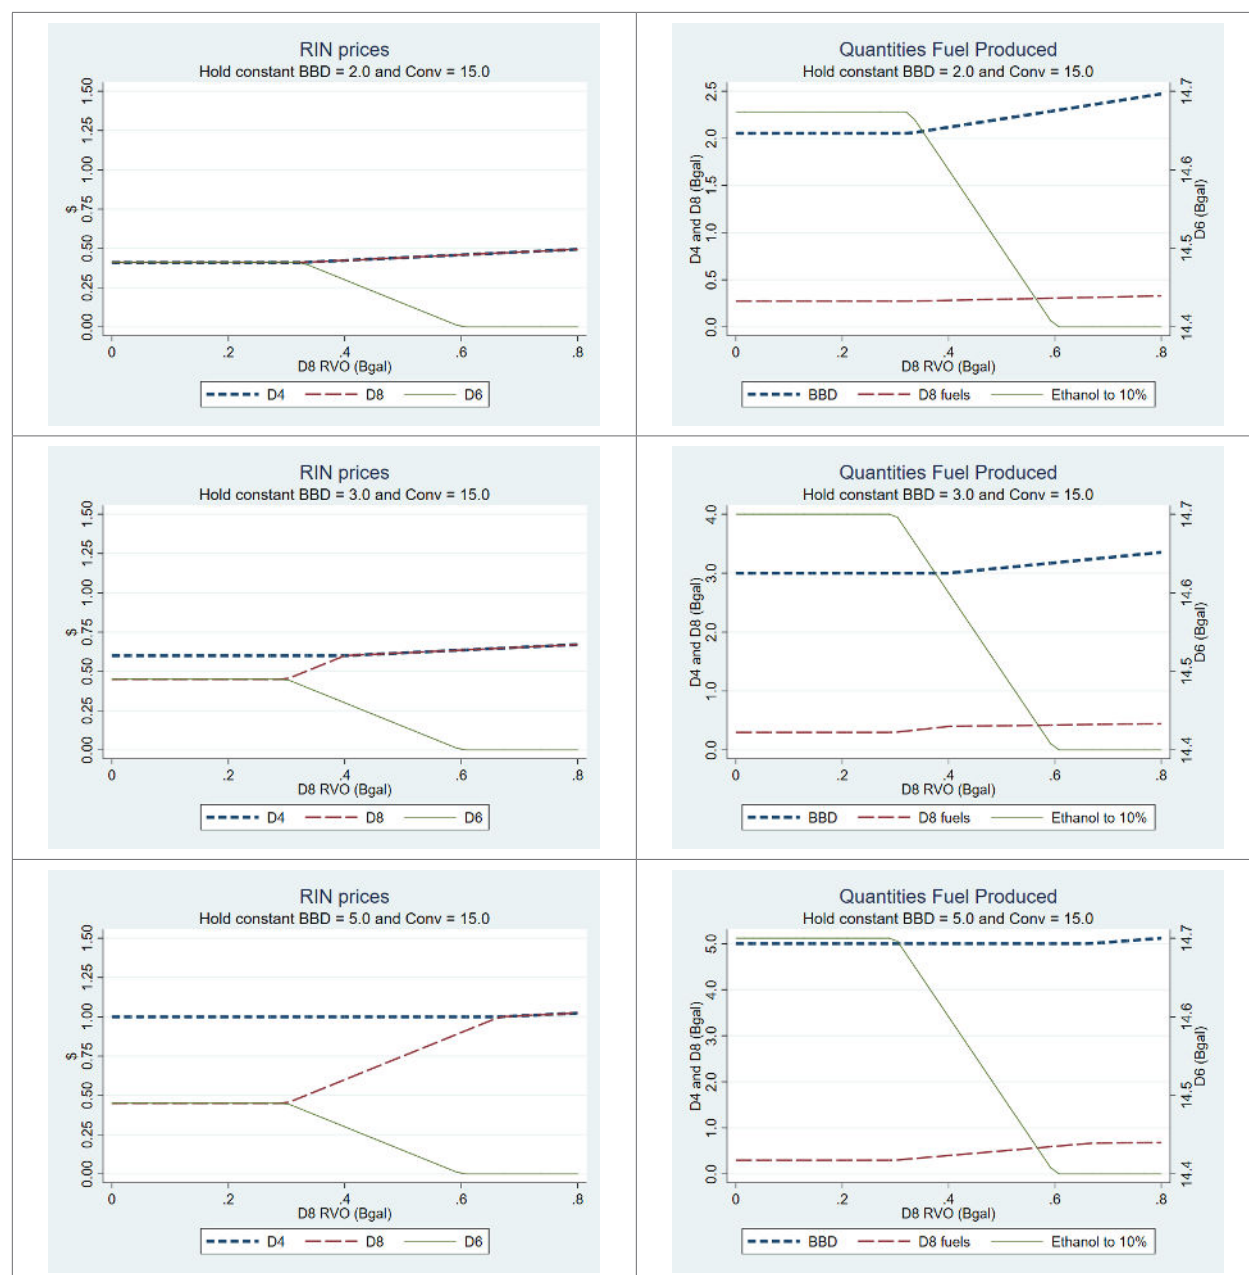 RIN prices
Hold constant BBD = 2.0 and Conv = 15.0
1.50
1.25
1.00
0.75
0.50
0.25
0.00
$
0 .2 .4 .6 .8
D8 RVO (Bgal)
D4 D8 D6
Quantities Fuel Produced
Hold constant BBD = 2.0 and Conv = 15.0
2.5
2.0
1.5
1.0
0.5
0.0
D4 and D8 (Bgal)
14.7
14.6
14.5
14.4
D6 (Bgal)
0 .2 .4 .6 .8
D8 RVO (Bgal)
BBD D8 fuels Ethanol to 10%
RIN prices
Hold constant BBD = 3.0 and Conv = 15.0
1.50
1.25
1.00
0.75
0.50
0.25
0.00
$
0 .2 .4 .6 .8
D8 RVO (Bgal)
D4 D8 D6
Quantities Fuel Produced
Hold constant BBD = 3.0 and Conv = 15.0
4.0
3.0
2.0
1.0
0.0
D4 and D8 (Bgal)
14.7
14.6
14.5
14.4
D6 (Bgal)
0 .2 .4 .6 .8
D8 RVO (Bgal)
BBD D8 fuels Ethanol to 10%
RIN prices
Hold constant BBD = 5.0 and Conv = 15.0
1.50
1.25
1.00
0.75
0.50
0.25
0.00
$
0 .2 .4 .6 .8
D8 RVO (Bgal)
D4 D8 D6
Quantities Fuel Produced
Hold constant BBD = 5.0 and Conv = 15.0
5.0
4.0
3.0
2.0
1.0
0.0
D4 and D8 (Bgal)
14.7
14.6
14.5
14.4
D6 (Bgal)
0 .2 .4 .6 .8
D8 RVO (Bgal)
BBD D8 fuels Ethanol to 10%